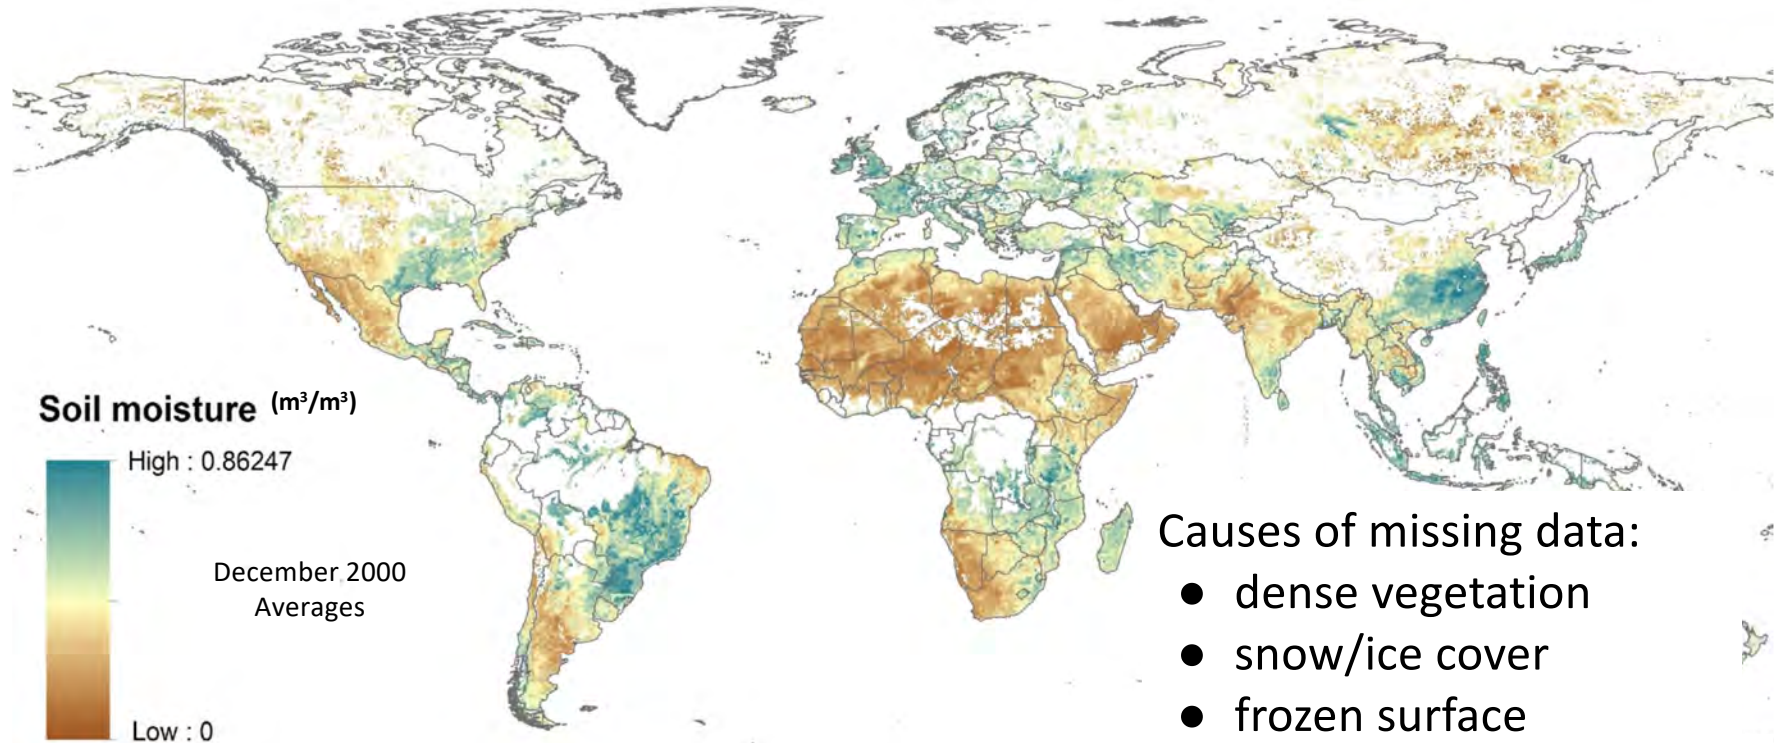 Soil moisture (m³/m³)
High : 0.86247
Low : 0
December 2000
Averages
Causes of missing data:
● dense vegetation
● snow/ice cover
● frozen surface